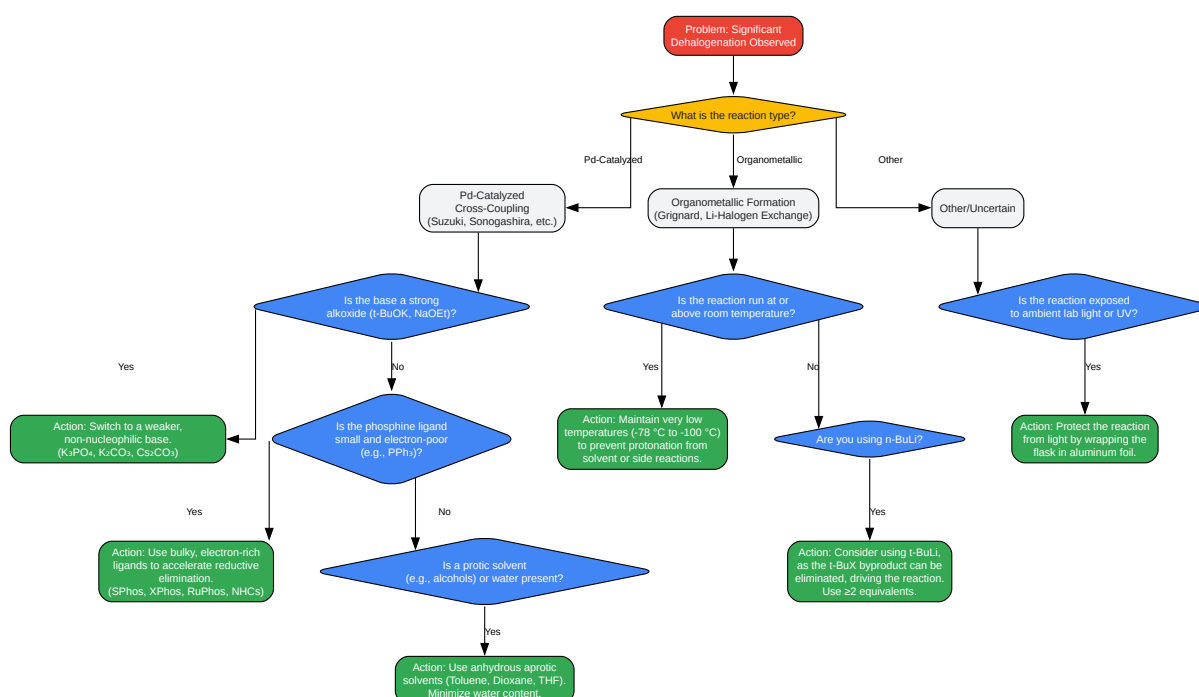 Problem: Significant
Dehalogenation Observed
What is the reaction type?
Pd-Catalyzed
Organometallic
Other
Pd-Catalyzed
Cross-Coupling
(Suzuki, Sonogashira, etc.)
Organometallic Formation
(Grignard, Li-Halogen Exchange)
Other/Uncertain
Is the base a strong
alkoxide (t-BuOK, NaOEt)?
Is the reaction run at or
above room temperature?
Is the reaction exposed
to ambient lab light or UV?
Yes
No
Yes
No
Yes
Action: Switch to a weaker,
non-nucleophilic base.
(K₃PO₄, K₂CO₃, Cs₂CO₃)
Is the phosphine ligand
small and electron-poor
(e.g., PPh₃)?
Action: Maintain very low
temperatures (-78 °C to -100 °C)
to prevent protonation from
solvent or side reactions.
Are you using n-BuLi?
Action: Protect the reaction
from light by wrapping the
flask in aluminum foil.
Yes
No
Yes
Action: Use bulky, electron-rich
ligands to accelerate reductive
elimination.
(SPhos, XPhos, RuPhos, NHCs)
Is a protic solvent
(e.g., alcohols) or water present?
Action: Consider using t-BuLi,
as the t-BuX byproduct can be
eliminated, driving the reaction.
Use ≥2 equivalents.
Yes
Action: Use anhydrous aprotic
solvents (Toluene, Dioxane, THF).
Minimize water content.